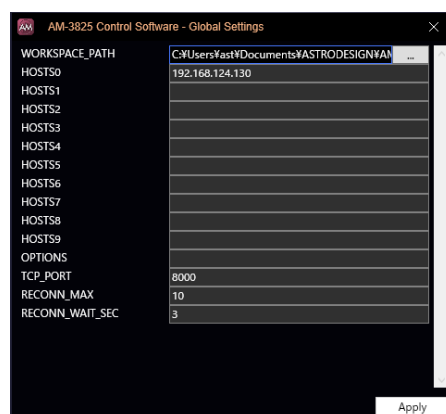 AM AM-3825 Control Software - Global Settings
WORKSPACE_PATH C:¥Users¥ast¥Documents¥ASTRODESIGN¥AM ...
HOSTS0 192.168.124.130
HOSTS1
HOSTS2
HOSTS3
HOSTS4
HOSTS5
HOSTS6
HOSTS7
HOSTS8
HOSTS9
OPTIONS
TCP_PORT 8000
RECONN_MAX 10
RECONN_WAIT_SEC 3
Apply